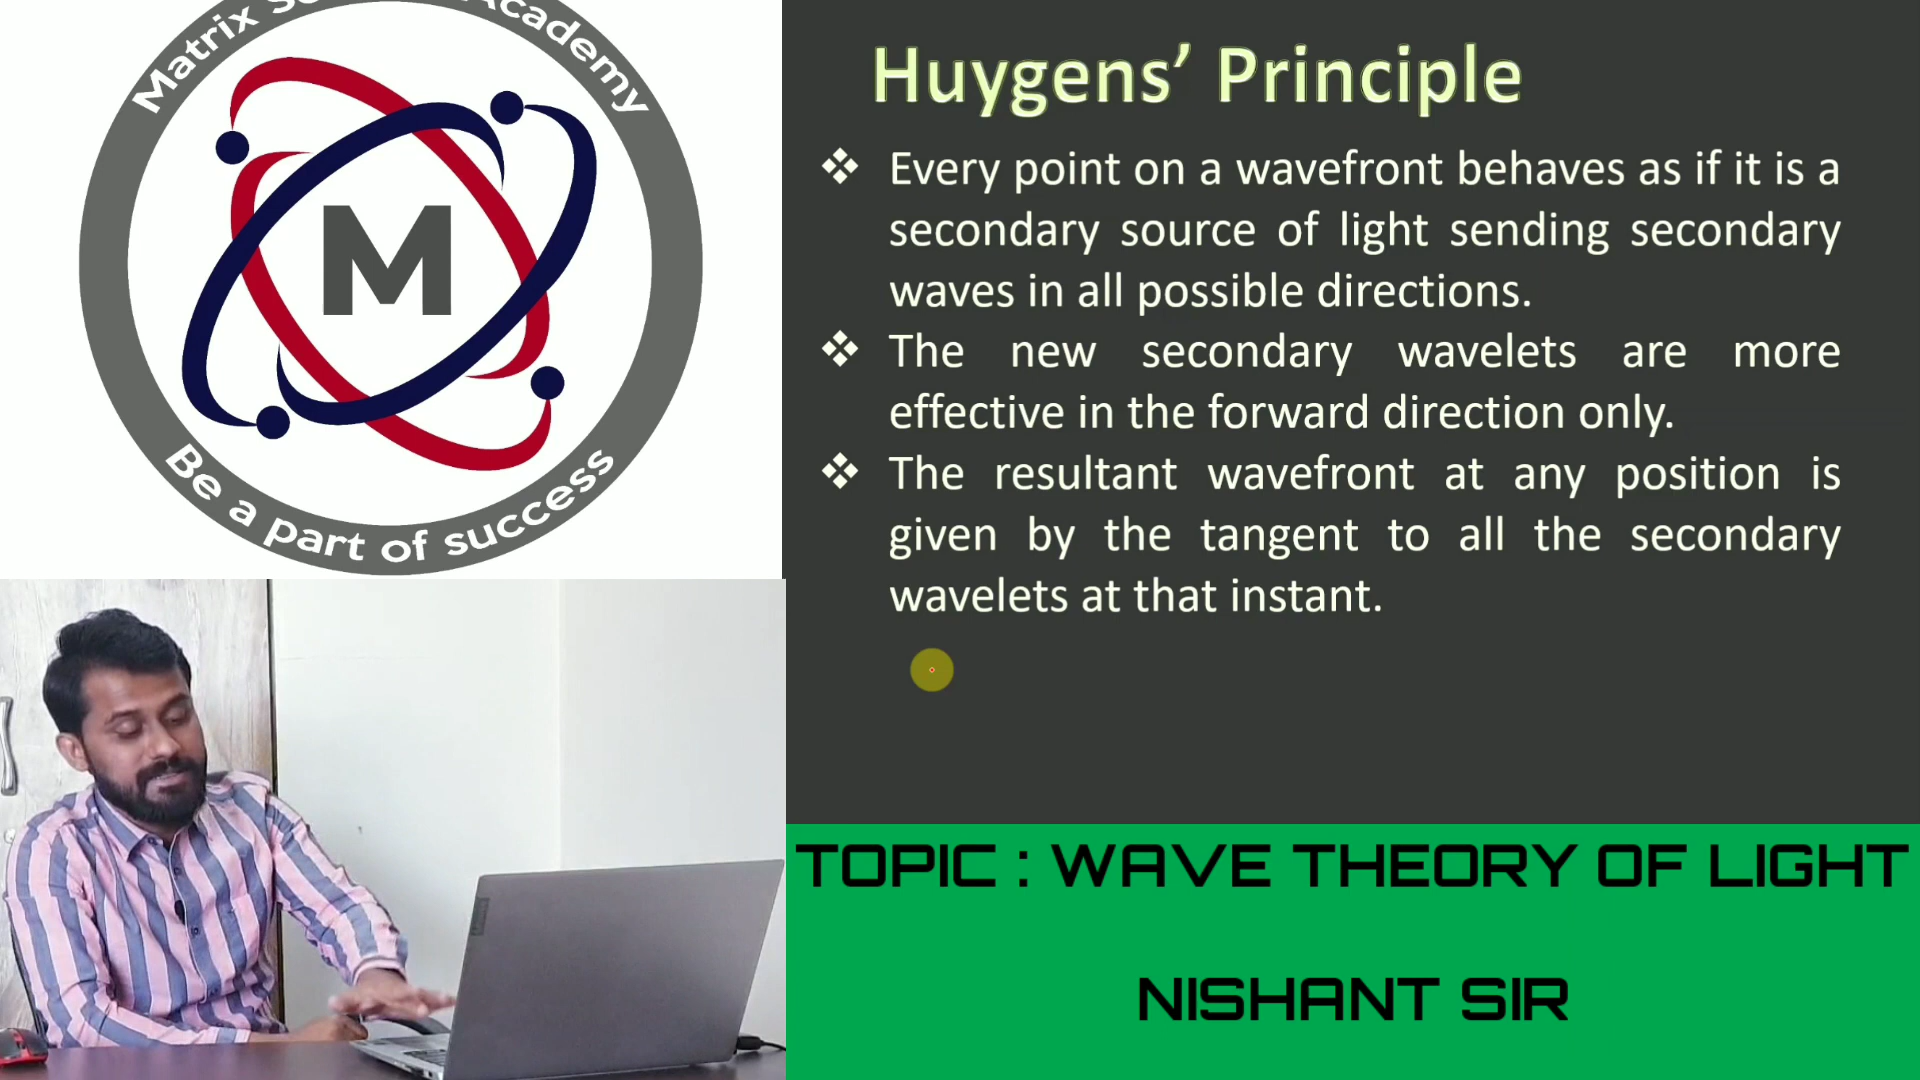 Matrix S
Academy
M
Be a part of success
Huygens’ Principle
❖ Every point on a wavefront behaves as if it is a
secondary source of light sending secondary
waves in all possible directions.
❖ The new secondary wavelets are more
effective in the forward direction only.
❖ The resultant wavefront at any position is
given by the tangent to all the secondary
wavelets at that instant.
TOPIC : WAVE THEORY OF LIGHT
NISHANT SIR